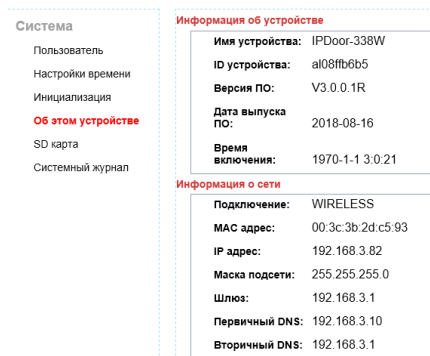 Система
Пользователь
Настройки времени
Инициализация
Об этом устройстве
SD карта
Системный журнал
Информация об устройстве
Имя устройства: IPDoor-338W
ID устройства: al08ffb6b5
Версия ПО: V3.0.0.1R
Дата выпуска
ПО: 2018-08-16
Время
включения: 1970-1-1 3:0:21
Информация о сети
Подключение: WIRELESS
MAC адрес: 00:3c:3b:2d:c5:93
IP адрес: 192.168.3.82
Маска подсети: 255.255.255.0
Шлюз: 192.168.3.1
Первичный DNS: 192.168.3.10
Вторичный DNS: 192.168.3.1